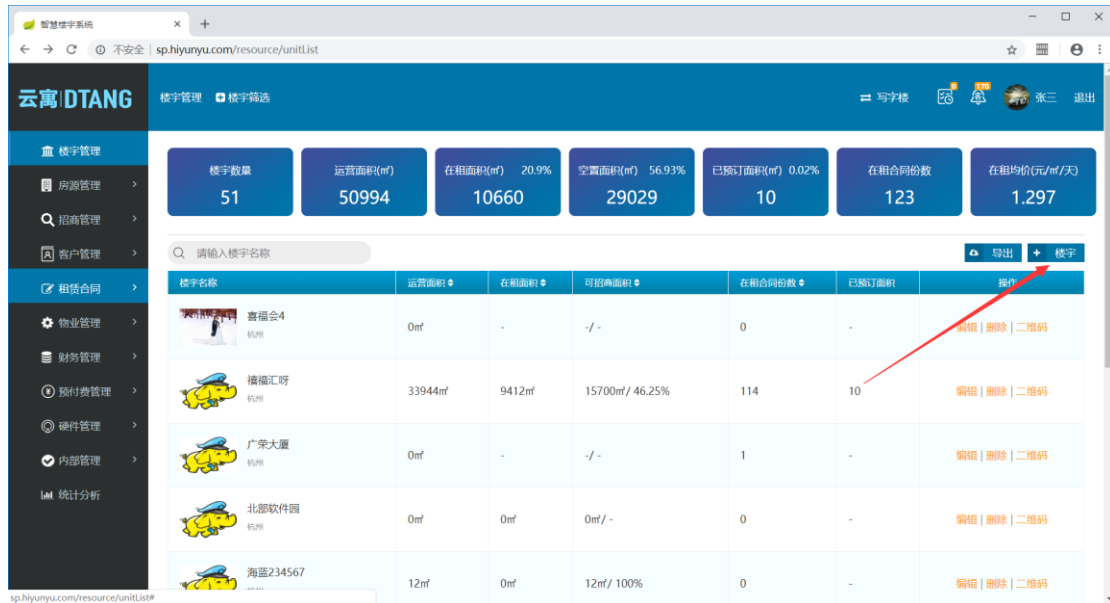 智慧楼宇系统
不安全 | sp.hiyunyu.com/resource/unitList
云寓|DTANG
楼宇管理 楼宇筛选
写字楼 0 170 张三 退出
楼宇管理
房源管理
招商管理
客户管理
租赁合同
物业管理
财务管理
预付费管理
硬件管理
内部管理
统计分析
楼宇数量
51
运营面积(㎡)
50994
在租面积(㎡) 20.9%
10660
空置面积(㎡) 56.93%
29029
已预订面积(㎡) 0.02%
10
在租合同份数
123
在租均价(元/㎡/天)
1.297
请输入楼宇名称
导出 + 楼宇
楼宇名称 运营面积 在租面积 可招商面积 在租合同份数 已预订面积 操作
喜福会4
杭州
0㎡ - -/ - 0 - 编辑 | 删除 | 二维码
禧福汇呀
杭州
33944㎡ 9412㎡ 15700㎡/ 46.25% 114 10 编辑 | 删除 | 二维码
广荣大厦
杭州
0㎡ - -/ - 1 - 编辑 | 删除 | 二维码
北部软件园
杭州
0㎡ 0㎡ 0㎡/ - 0 - 编辑 | 删除 | 二维码
海蓝234567
12㎡ 0㎡ 12㎡/ 100% 0 - 编辑 | 删除 | 二维码
sp.hiyunyu.com/resource/unitList#